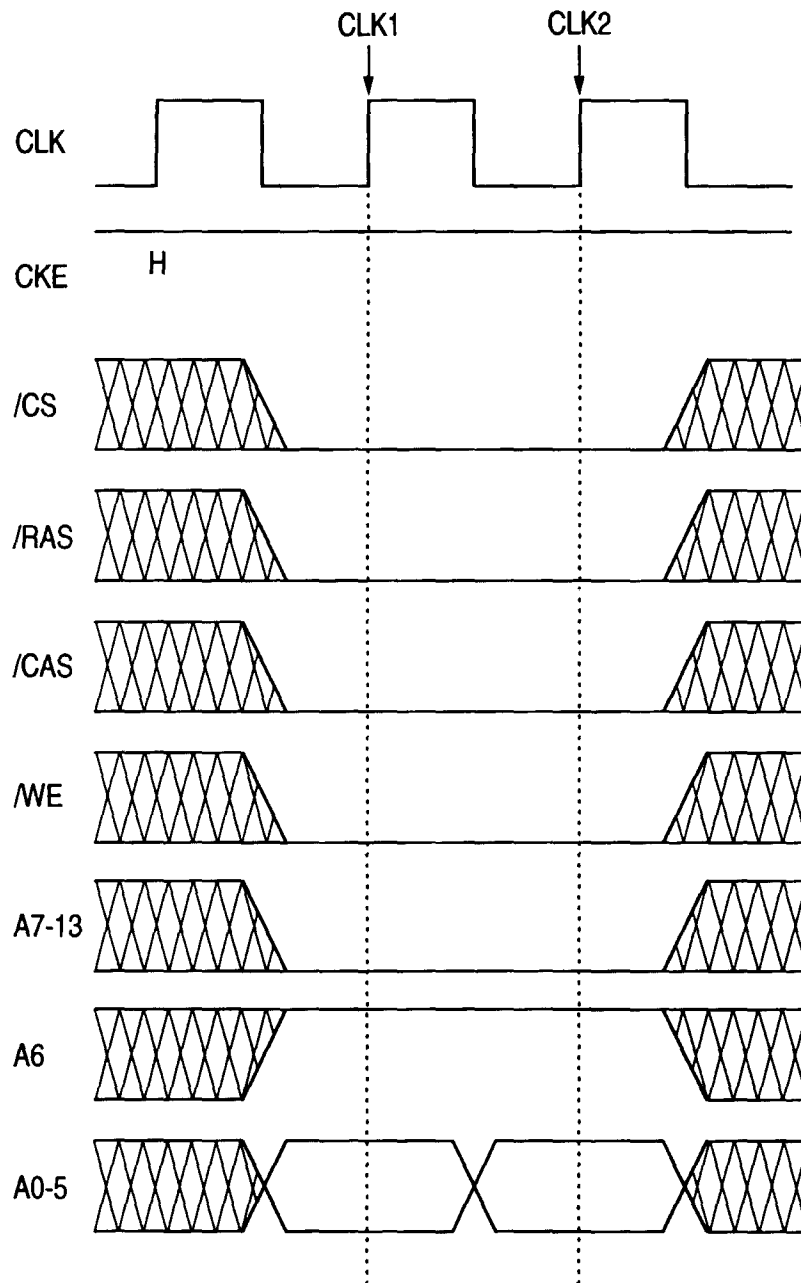 CLK1 CLK2
CLK
CKE H
/CS
/RAS
/CAS
/WE
A7-13
A6
A0-5